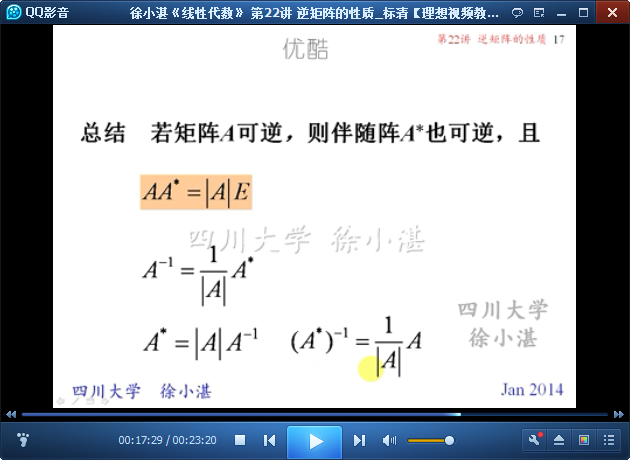 QQ影音
徐小湛《线性代数》 第22讲 逆矩阵的性质_标清【理想视频教...
优酷
第22讲 逆矩阵的性质 17
总结 若矩阵A可逆，则伴随阵A*也可逆，且
AA* = |A|E
四川大学 徐小湛
A⁻¹ = 1/|A| A*
A* = |A|A⁻¹ (A*)⁻¹ = 1/|A| A
四川大学
徐小湛
四川大学 徐小湛
Jan 2014
00:17:29 / 00:23:20